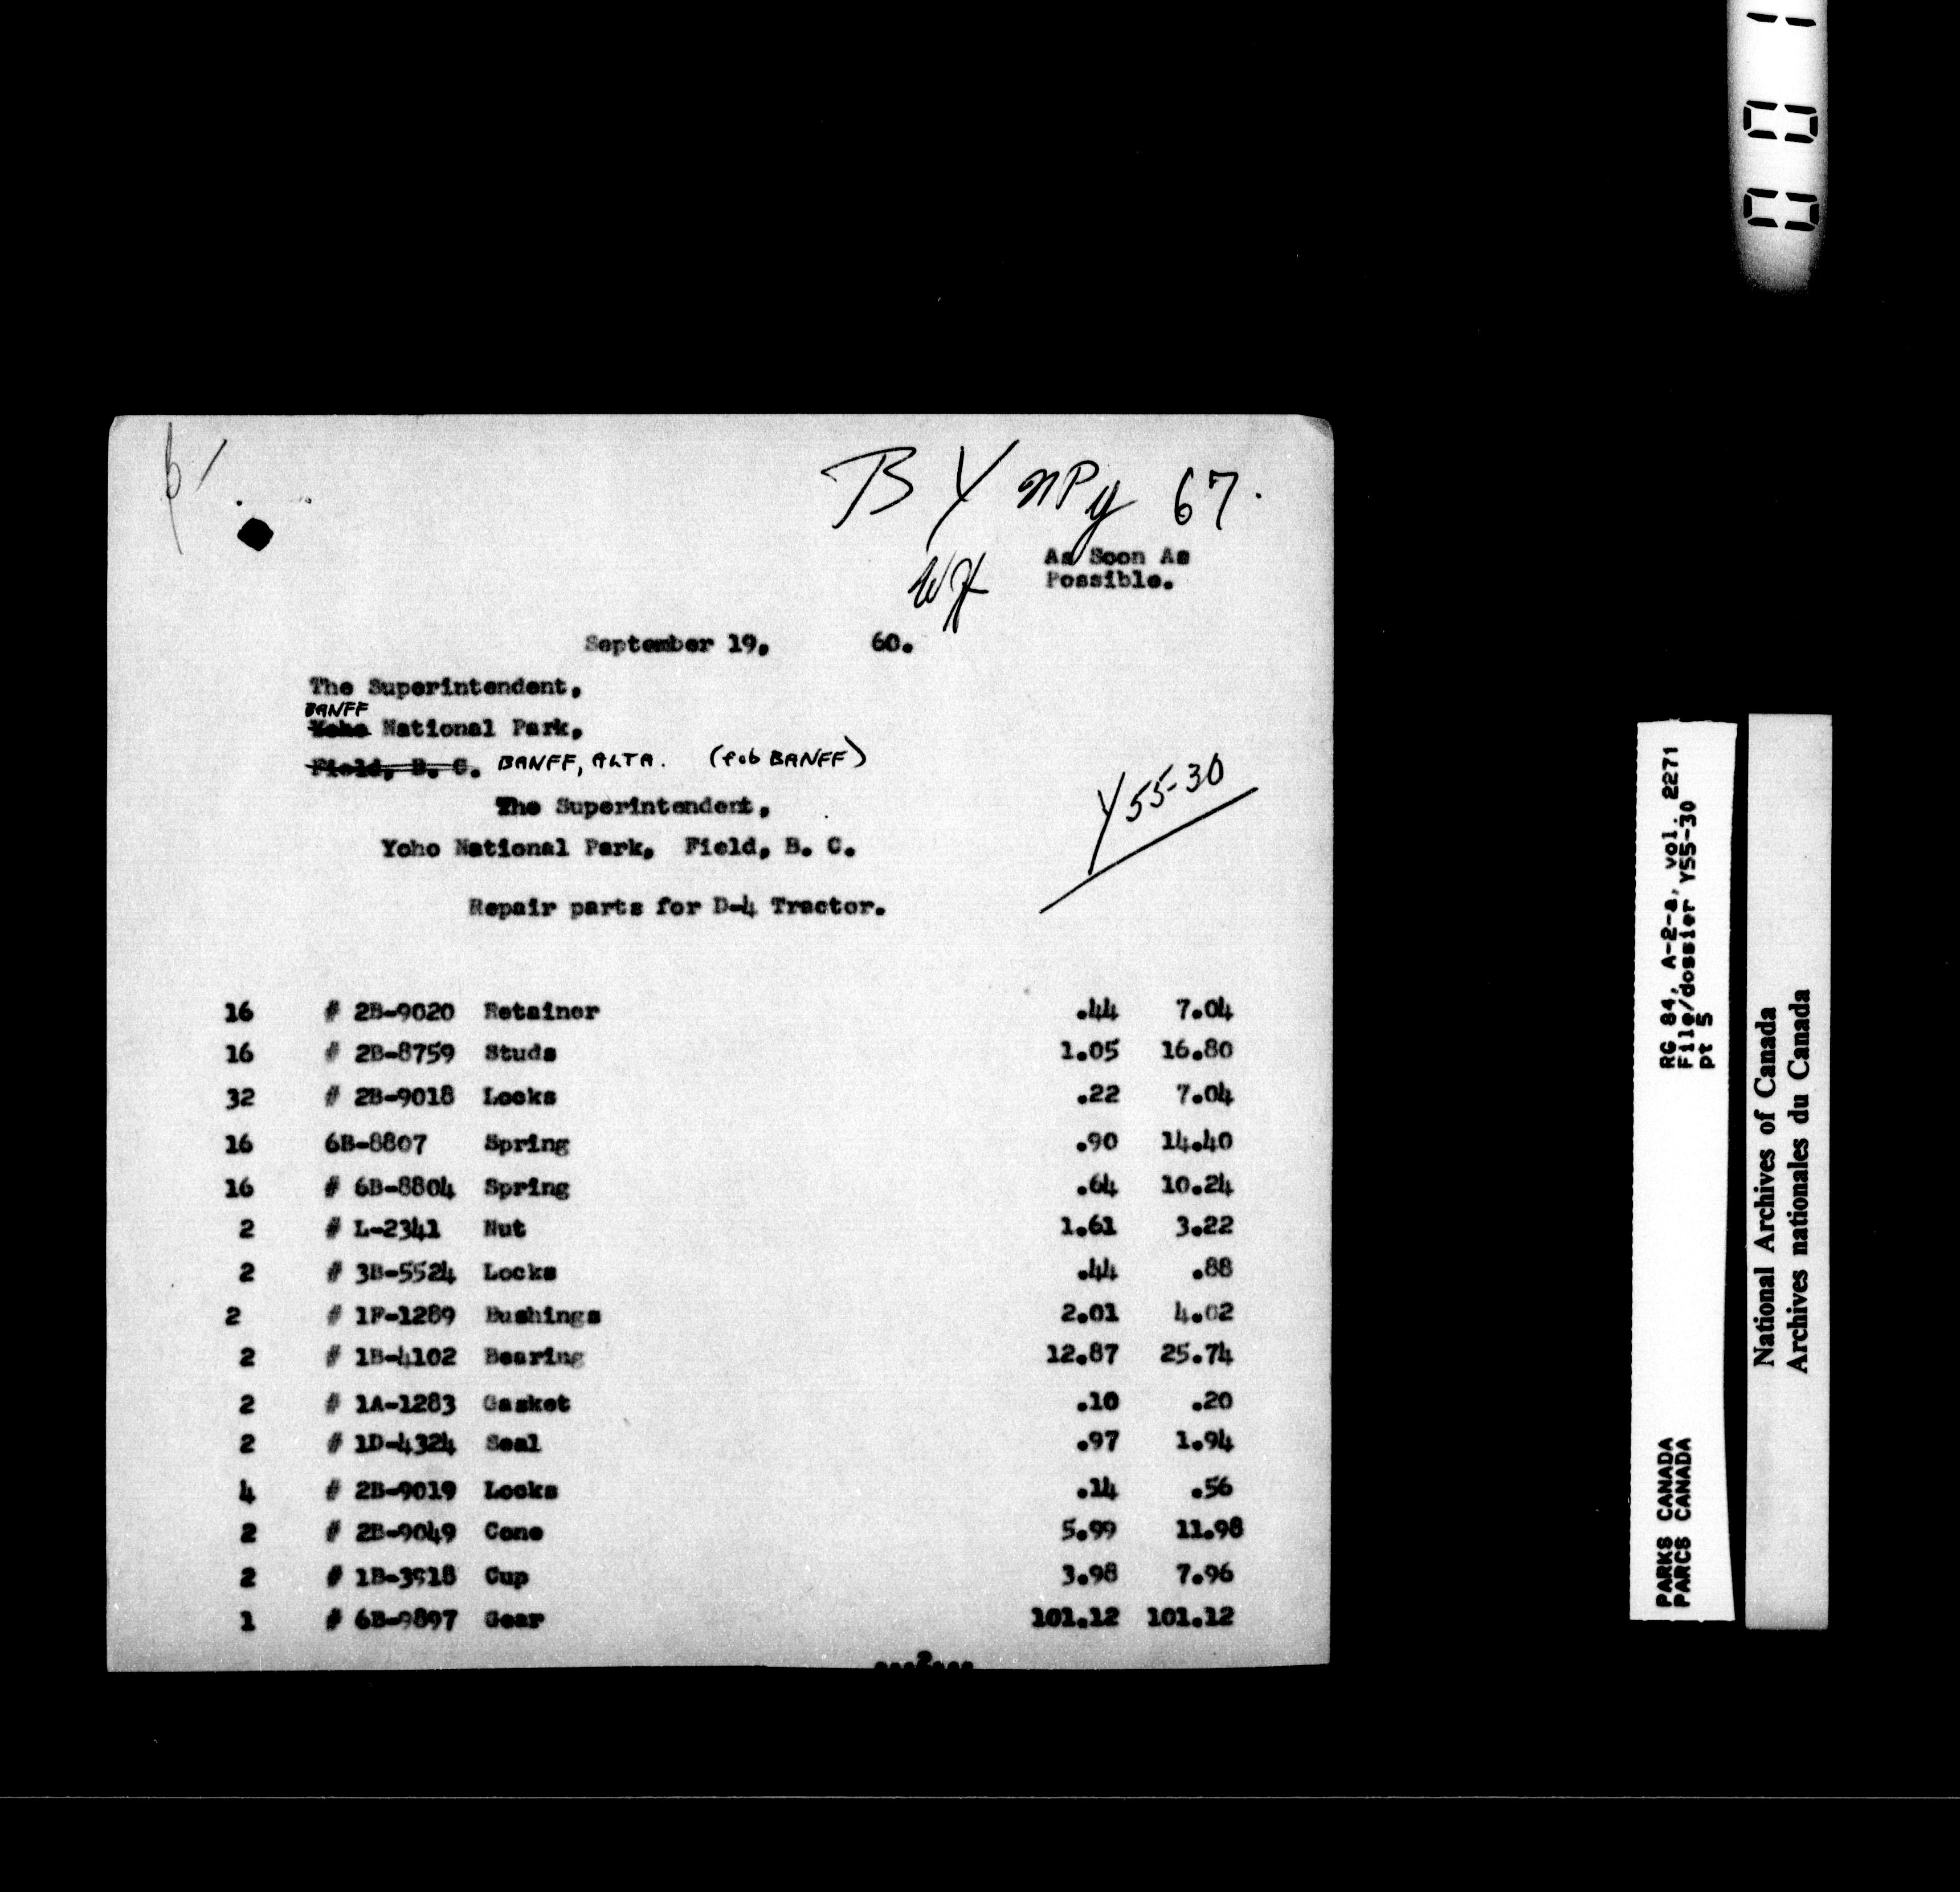 B Y NPy 67.
As Soon As
Possible.
September 19, 60.
The Superintendent,
BANFF
Yoho National Park,
Field, B. C. BANFF, ALTA. (fob BANFF)
The Superintendent,
Yoho National Park, Field, B. C.
Y55-30
Repair parts for D-4 Tractor.
16 # 2B-9020 Retainer .44 7.04
16 # 2B-8759 Studs 1.05 16.80
32 # 2B-9018 Locks .22 7.04
16 6B-8807 Spring .90 14.40
16 # 6B-8804 Spring .64 10.24
2 # L-2341 Nut 1.61 3.22
2 # 3B-5524 Locks .44 .88
2 # 1F-1289 Bushings 2.01 4.02
2 # 1B-4102 Bearing 12.87 25.74
2 # 1A-1283 Gasket .10 .20
2 # 1D-4324 Seal .97 1.94
4 # 2B-9019 Locks .14 .56
2 # 2B-9049 Cone 5.99 11.98
2 # 1B-3918 Cup 3.98 7.96
1 # 6B-9897 Gear 101.12 101.12
....2....
RG 84, A-2-a, vol. 2271
File/dossier Y55-30
pt 5
PARKS CANADA
PARCS CANADA
National Archives of Canada
Archives nationales du Canada